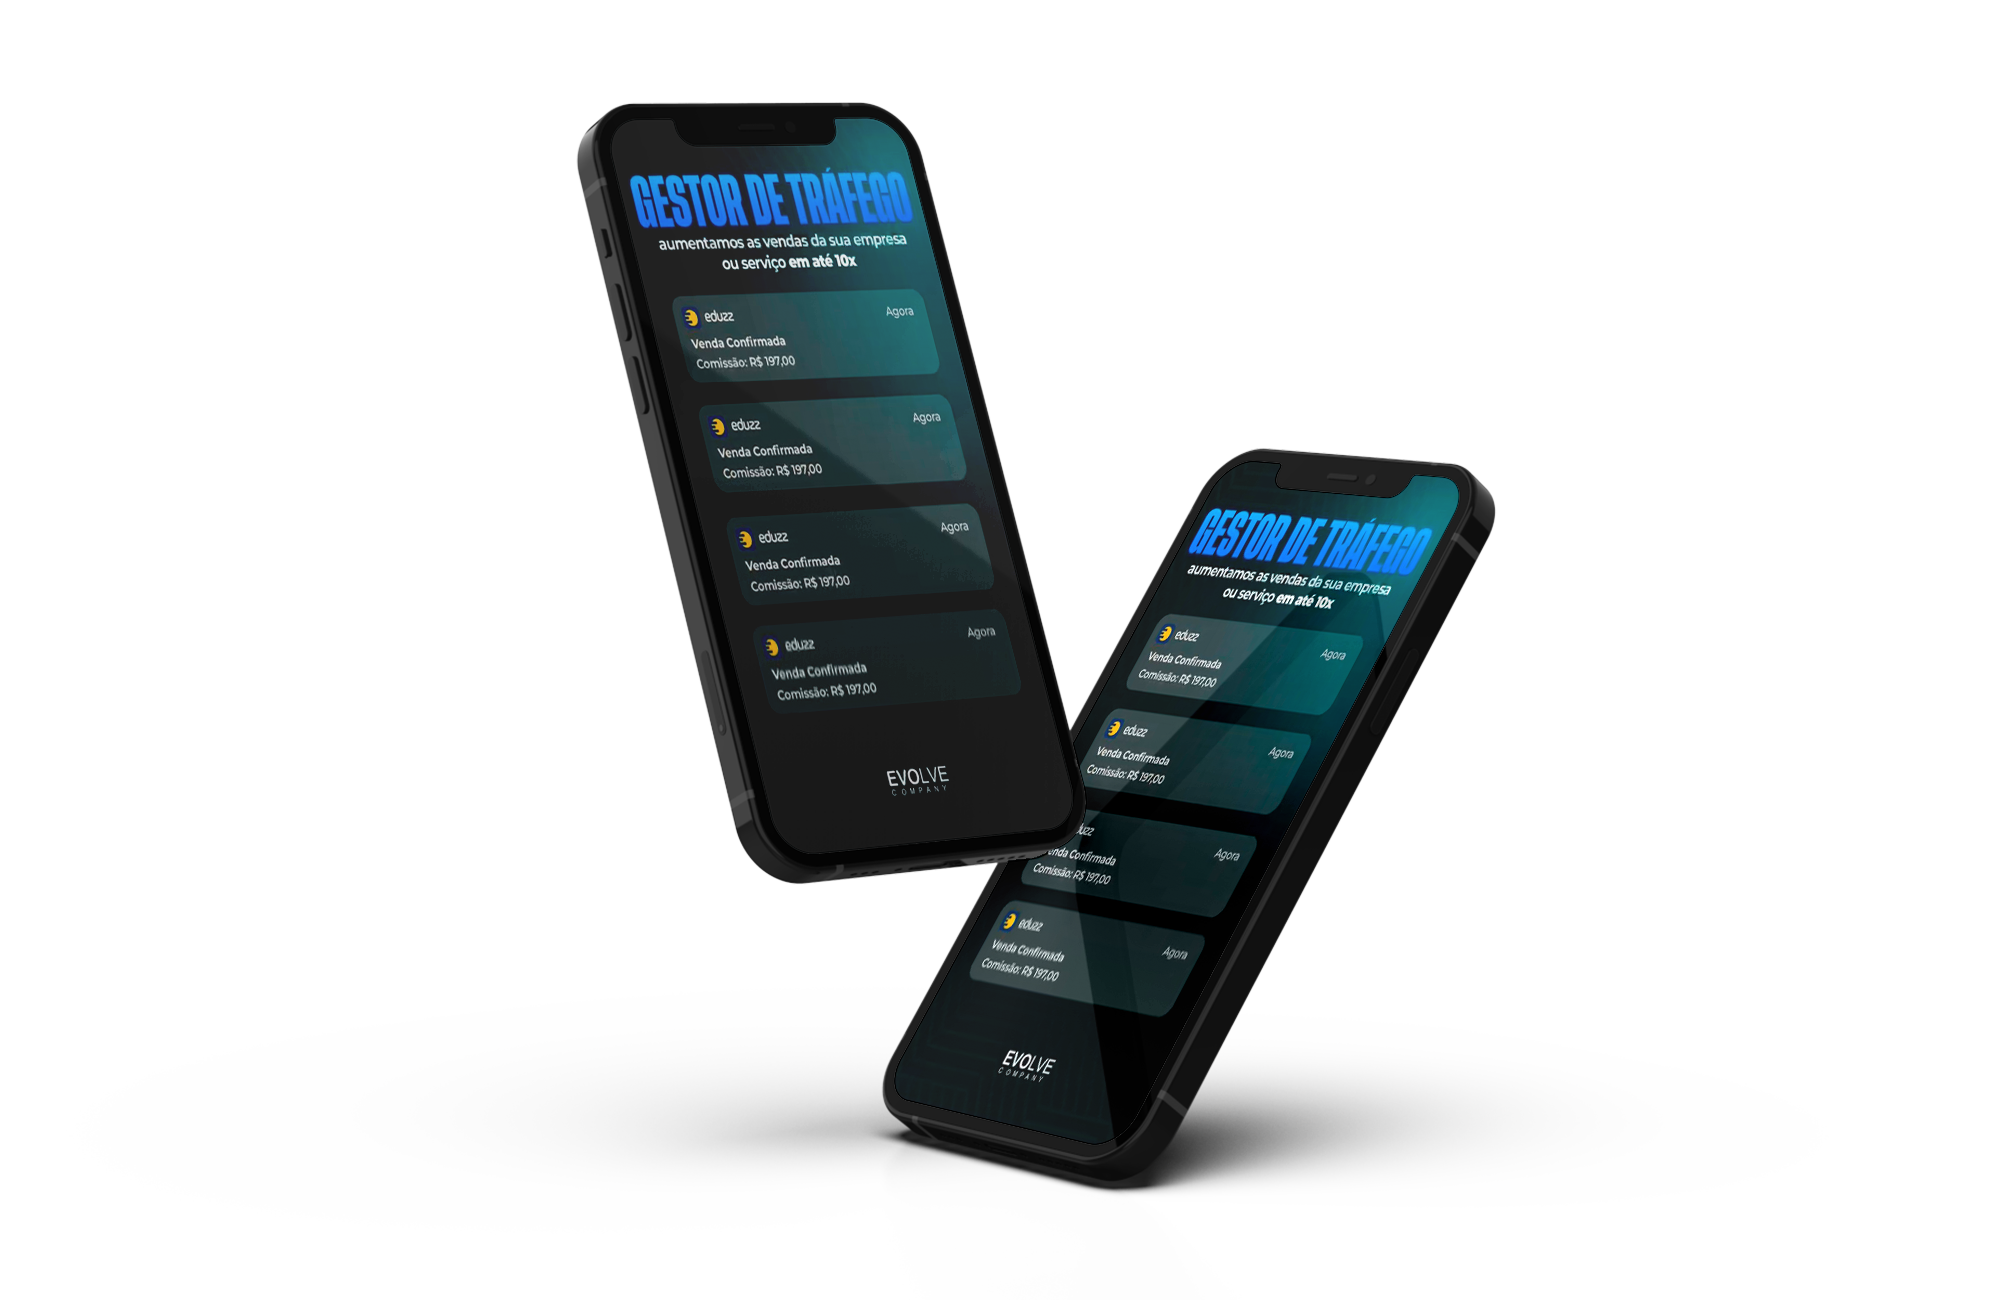 GESTOR DE TRÁFEGO
aumentamos as vendas da sua empresa
ou serviço em até 10x
eduzz
Agora
Venda Confirmada
Comissão: R$ 197,00
eduzz
Agora
Venda Confirmada
Comissão: R$ 197,00
eduzz
Agora
Venda Confirmada
Comissão: R$ 197,00
eduzz
Agora
Venda Confirmada
Comissão: R$ 197,00
EVOLVE
COMPANY
GESTOR DE TRÁFEGO
aumentamos as vendas da sua empresa
ou serviço em até 10x
eduzz
Agora
Venda Confirmada
Comissão: R$ 197,00
eduzz
Agora
Venda Confirmada
Comissão: R$ 197,00
Agora
Confirmada
Comissão: R$ 197,00
eduzz
Agora
Venda Confirmada
Comissão: R$ 197,00
EVOLVE
COMPANY